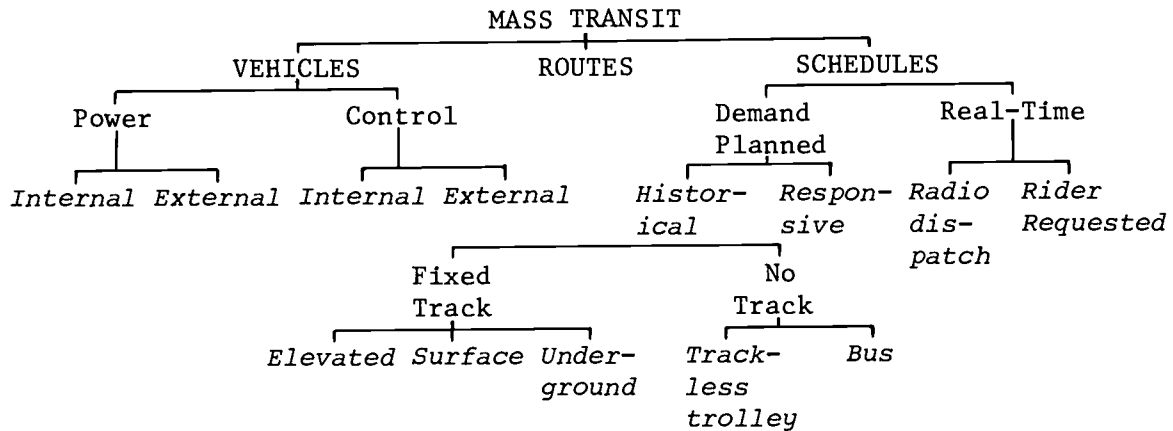 MASS TRANSIT
VEHICLES ROUTES SCHEDULES
Power Control Demand Real-Time
Planned
Internal External Internal External Histor- Respon- Radio Rider
ical sive dis- Requested
patch
Fixed No
Track Track
Elevated Surface Under- Track- Bus
ground less
trolley